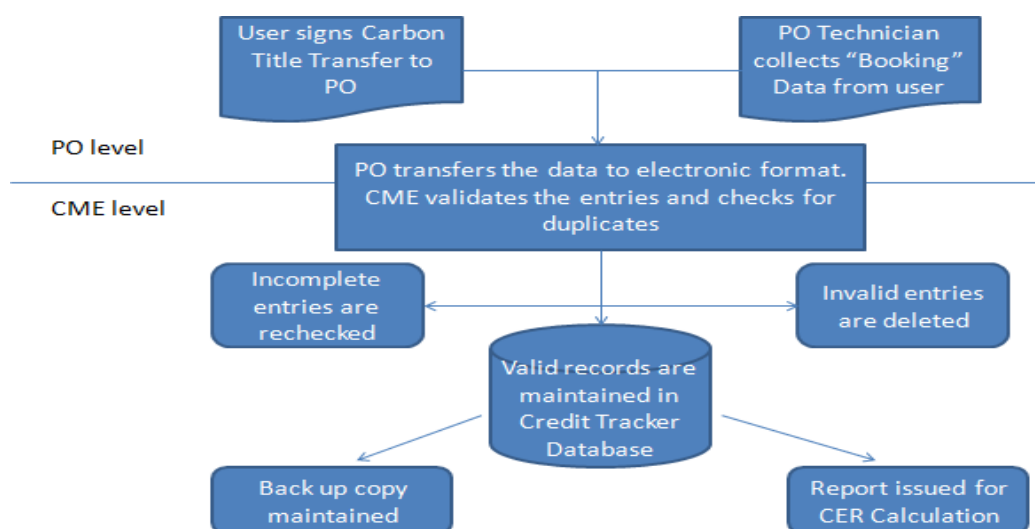 User signs Carbon
Title Transfer to
PO
PO Technician
collects “Booking”
Data from user
PO level
PO transfers the data to electronic format.
CME validates the entries and checks for
duplicates
CME level
Incomplete
entries are
rechecked
Invalid entries
are deleted
Valid records are
maintained in
Credit Tracker
Database
Back up copy
maintained
Report issued for
CER Calculation